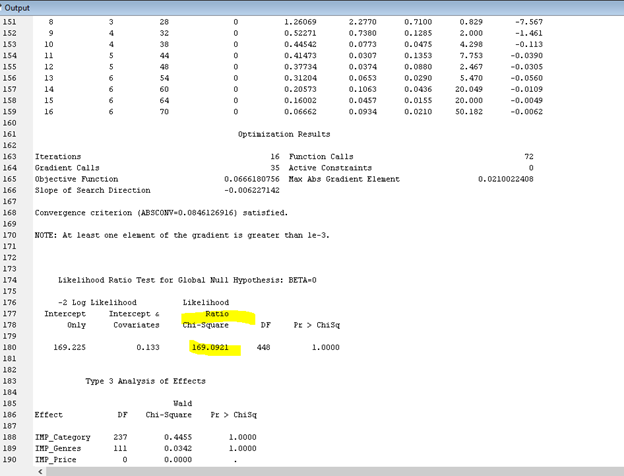 Output
151 8 3 28 0 1.26069 2.2770 0.7100 0.829 -7.567
152 9 4 32 0 0.52271 0.7380 0.1285 2.000 -1.461
153 10 4 38 0 0.44542 0.0773 0.0475 4.298 -0.113
154 11 5 44 0 0.41473 0.0307 0.1353 7.753 -0.0390
155 12 5 48 0 0.37734 0.0374 0.0880 2.467 -0.0305
156 13 6 54 0 0.31204 0.0653 0.0290 5.470 -0.0560
157 14 6 60 0 0.20573 0.1063 0.0436 20.049 -0.0109
158 15 6 64 0 0.16002 0.0457 0.0155 20.000 -0.0049
159 16 6 70 0 0.06662 0.0934 0.0210 50.182 -0.0062
160
161 Optimization Results
162
163 Iterations 16 Function Calls 72
164 Gradient Calls 35 Active Constraints 0
165 Objective Function 0.0666180756 Max Abs Gradient Element 0.0210022408
166 Slope of Search Direction -0.006227142
167
168 Convergence criterion (ABSCONV=0.0846126916) satisfied.
169
170 NOTE: At least one element of the gradient is greater than 1e-3.
171
172
173
174 Likelihood Ratio Test for Global Null Hypothesis: BETA=0
175
176 -2 Log Likelihood Likelihood
177 Intercept Intercept & Ratio
178 Only Covariates Chi-Square DF Pr > ChiSq
179
180 169.225 0.133 169.0921 448 1.0000
181
182
183 Type 3 Analysis of Effects
184
185 Wald
186 Effect DF Chi-Square Pr > ChiSq
187
188 IMP_Category 237 0.4455 1.0000
189 IMP_Genres 111 0.0342 1.0000
190 IMP_Price 0 0.0000 .